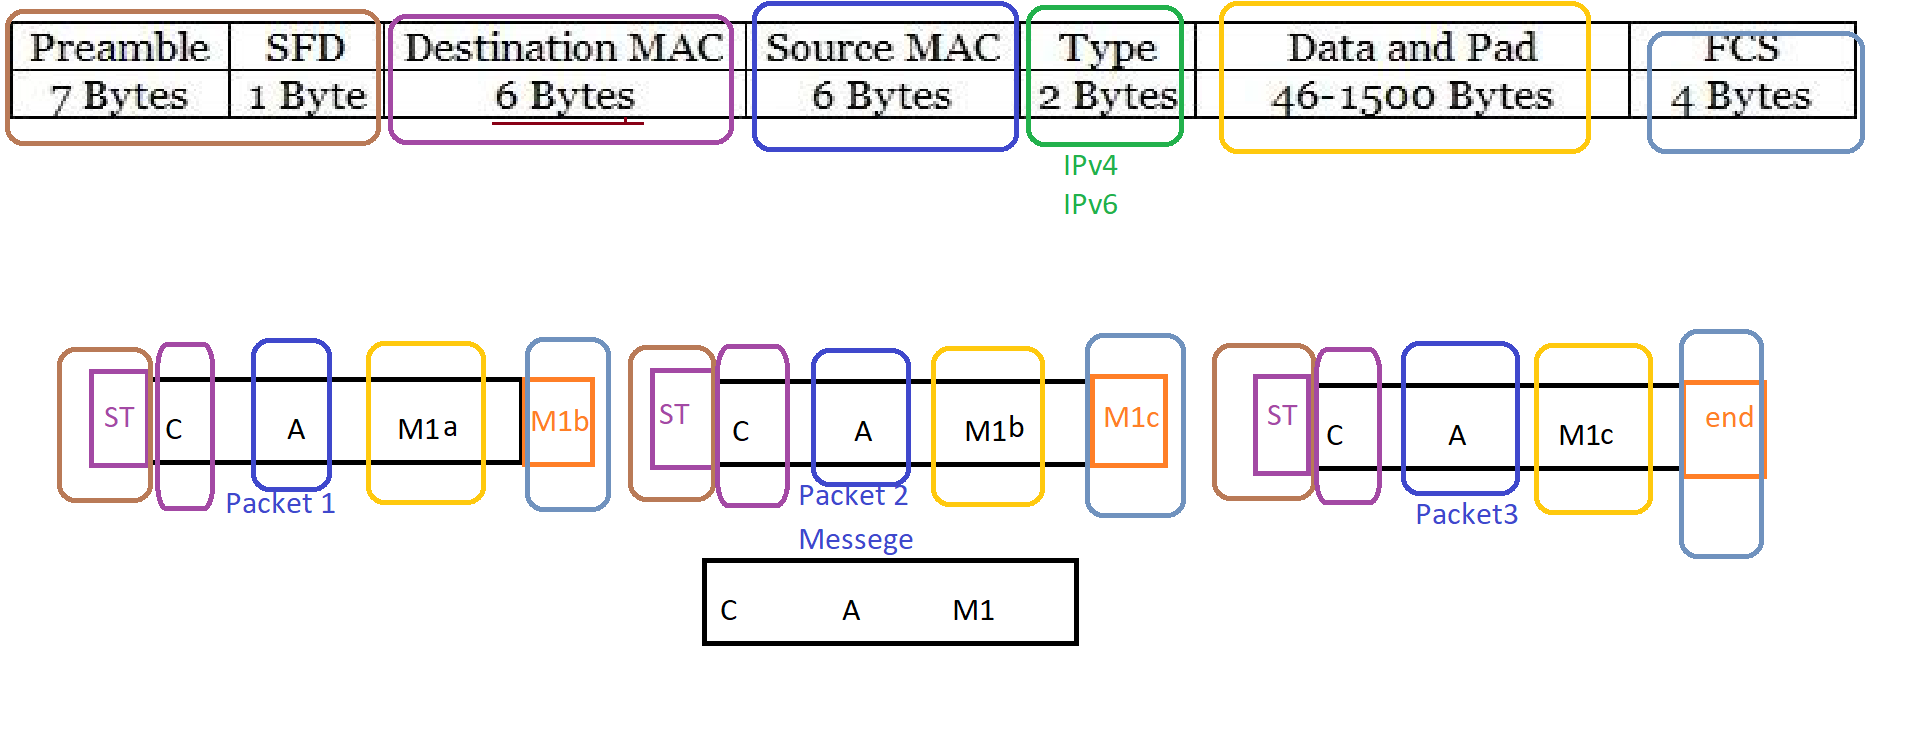 Preamble SFD Destination MAC Source MAC Type Data and Pad FCS
7 Bytes 1 Byte 6 Bytes 6 Bytes 2 Bytes 46-1500 Bytes 4 Bytes
IPv4
IPv6
ST C A M1a M1b ST C A M1b M1c ST C A M1c end
Packet 1 Packet 2 Packet3
Messege
C A M1